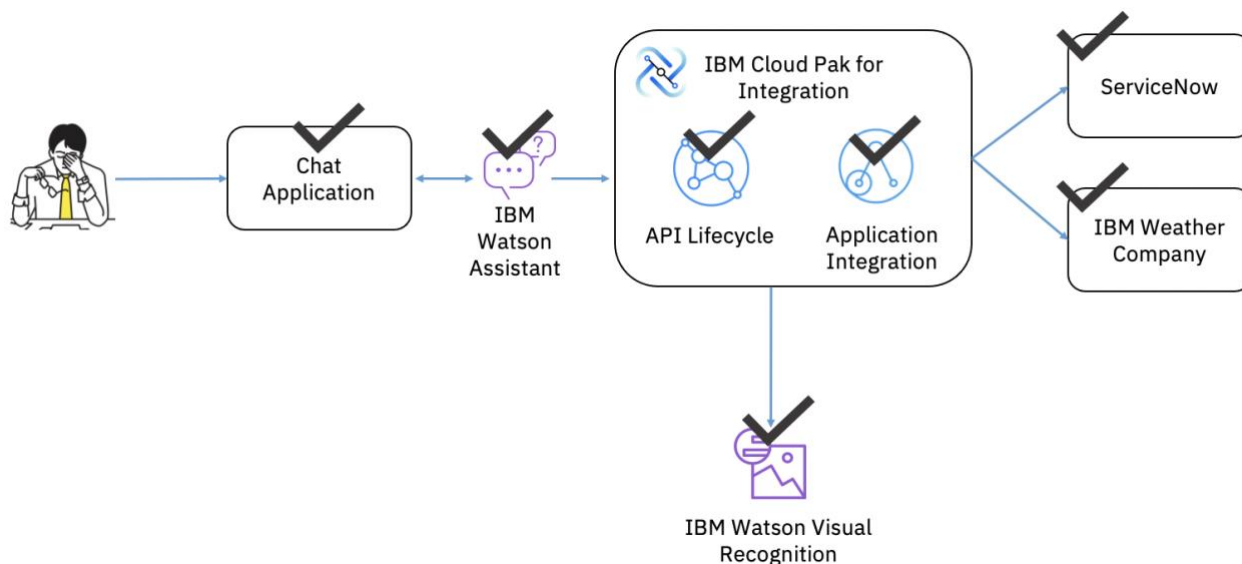 Chat
Application
IBM
Watson
Assistant
IBM Cloud Pak for
Integration
API Lifecycle
Application
Integration
ServiceNow
IBM Weather
Company
IBM Watson Visual
Recognition